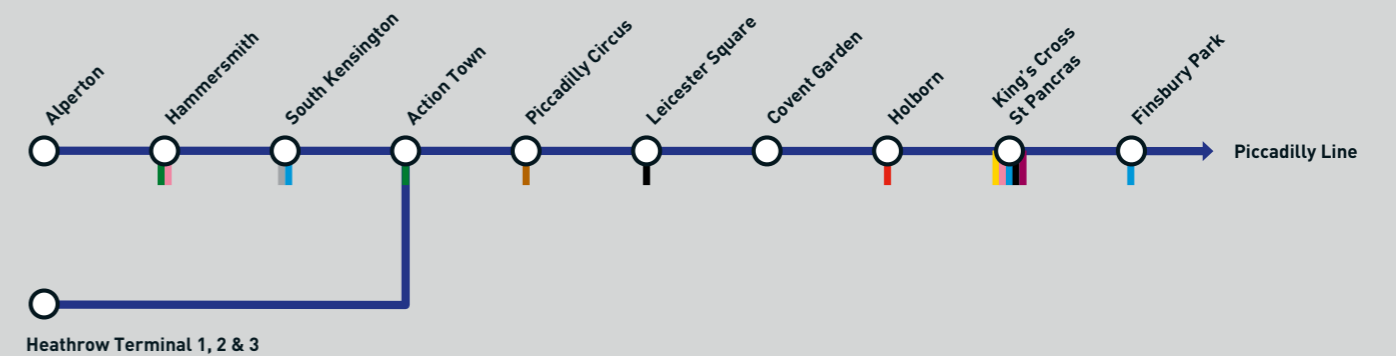 Alperton
Hammersmith
South Kensington
Action Town
Piccadilly Circus
Leicester Square
Covent Garden
Holborn
King's Cross
St Pancras
Finsbury Park
Piccadilly Line
Heathrow Terminal 1, 2 & 3